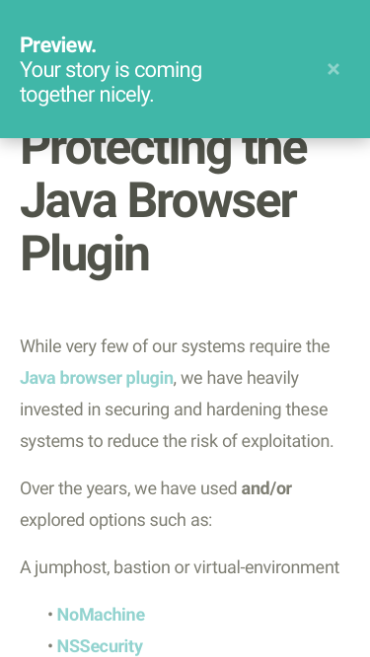 Preview.
Your story is coming
together nicely.
×
Protecting the
Java Browser
Plugin
While very few of our systems require the
Java browser plugin, we have heavily
invested in securing and hardening these
systems to reduce the risk of exploitation.
Over the years, we have used and/or
explored options such as:
A jumphost, bastion or virtual-environment
• NoMachine
• NSSecurity